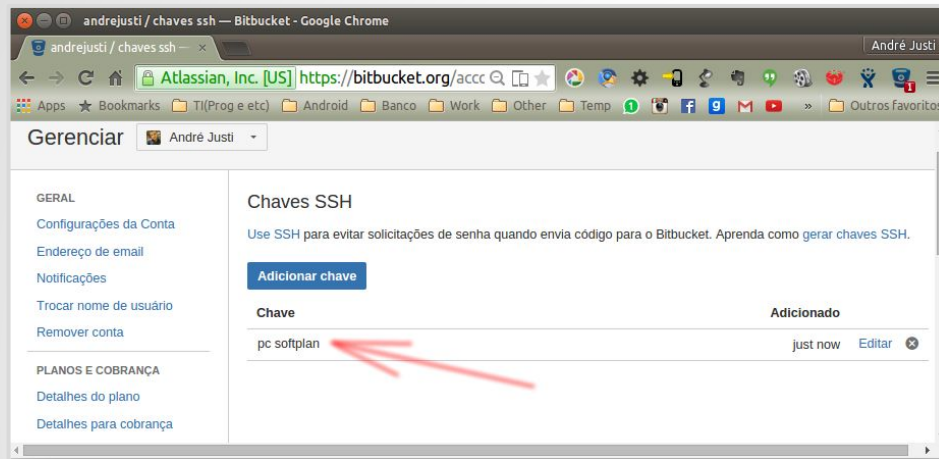 andrejusti / chaves ssh — Bitbucket - Google Chrome
andrejusti / chaves ssh —
André Justi
Atlassian, Inc. [US] https://bitbucket.org/accc
Apps Bookmarks TI(Prog e etc) Android Banco Work Other Temp » Outros favoritos
Gerenciar André Justi
GERAL
Configurações da Conta
Endereço de email
Notificações
Trocar nome de usuário
Remover conta
PLANOS E COBRANÇA
Detalhes do plano
Detalhes para cobrança
Chaves SSH
Use SSH para evitar solicitações de senha quando envia código para o Bitbucket. Aprenda como gerar chaves SSH.
Adicionar chave
Chave Adicionado
pc softplan just now Editar